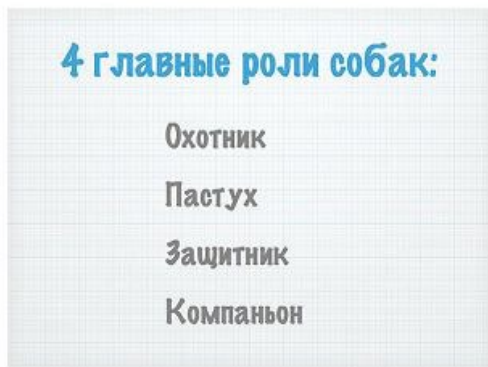 4 главные роли собак:
Охотник
Пастух
Защитник
Компаньон